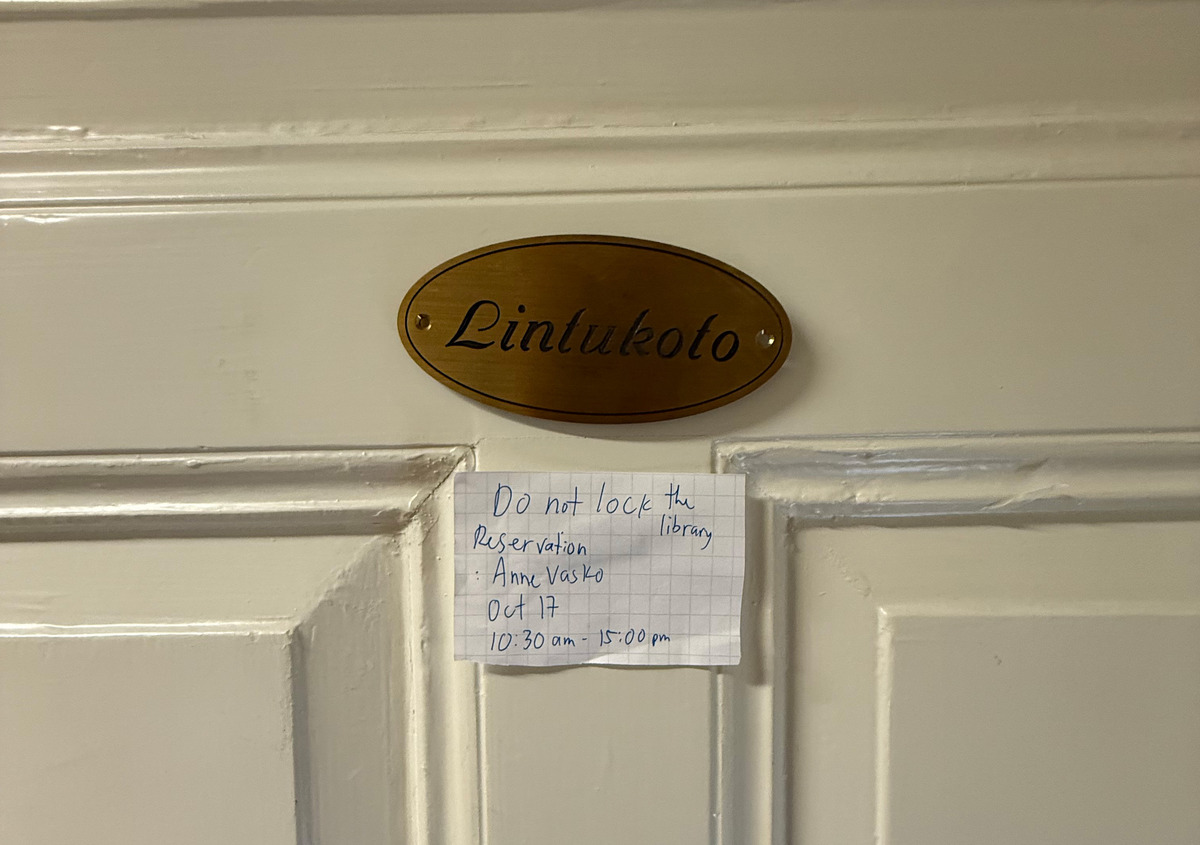 Lintukoto
Do not lock the
library
Reservation
: Anne Vasko
Oct 17
10:30 am - 15:00 pm